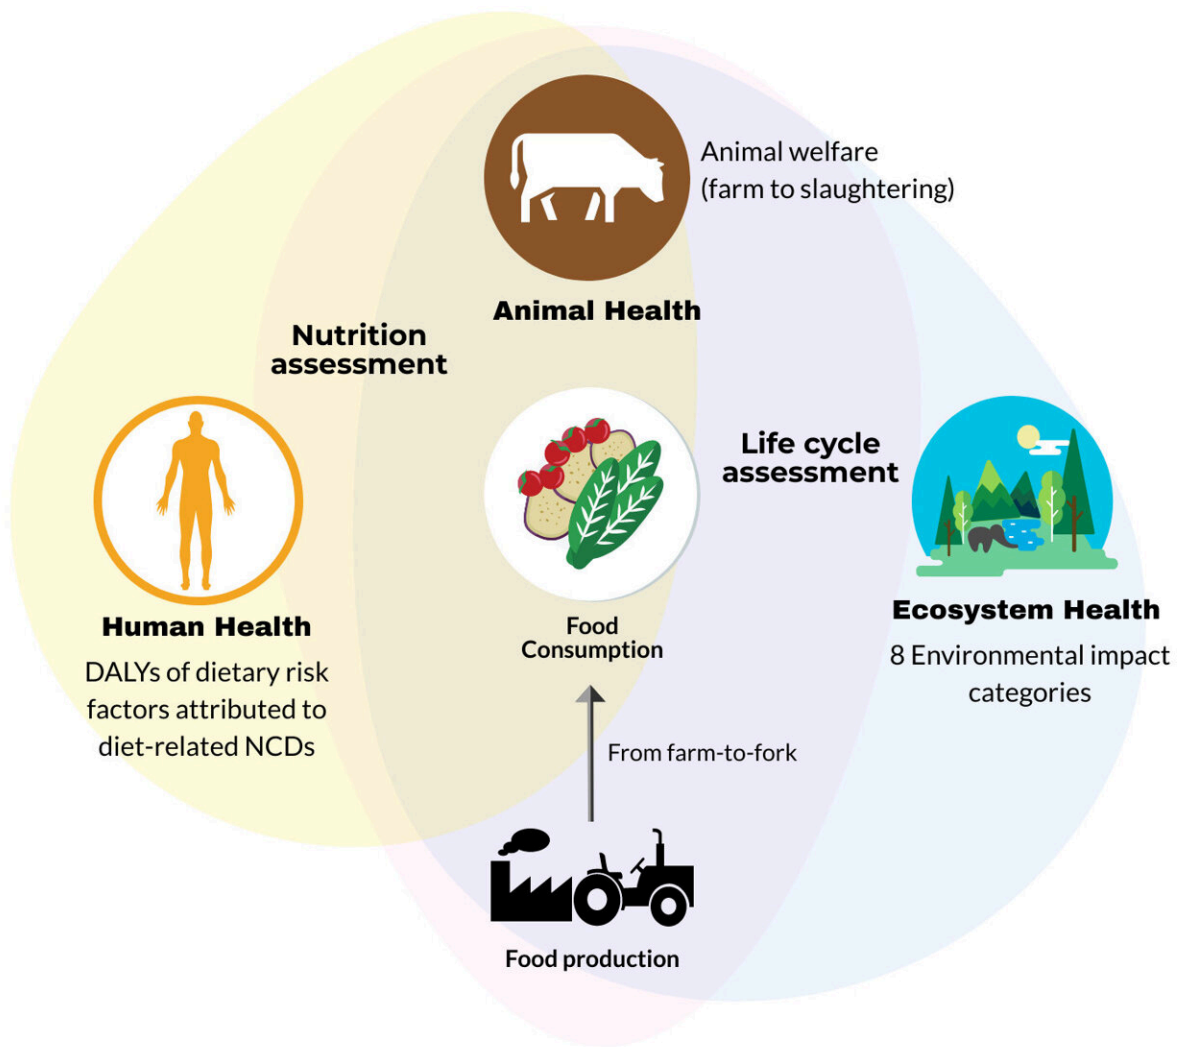 Animal welfare
(farm to slaughtering)
Animal Health
Nutrition
assessment
Life cycle
assessment
Human Health
DALYs of dietary risk
factors attributed to
diet-related NCDs
Food
Consumption
Ecosystem Health
8 Environmental impact
categories
From farm-to-fork
Food production